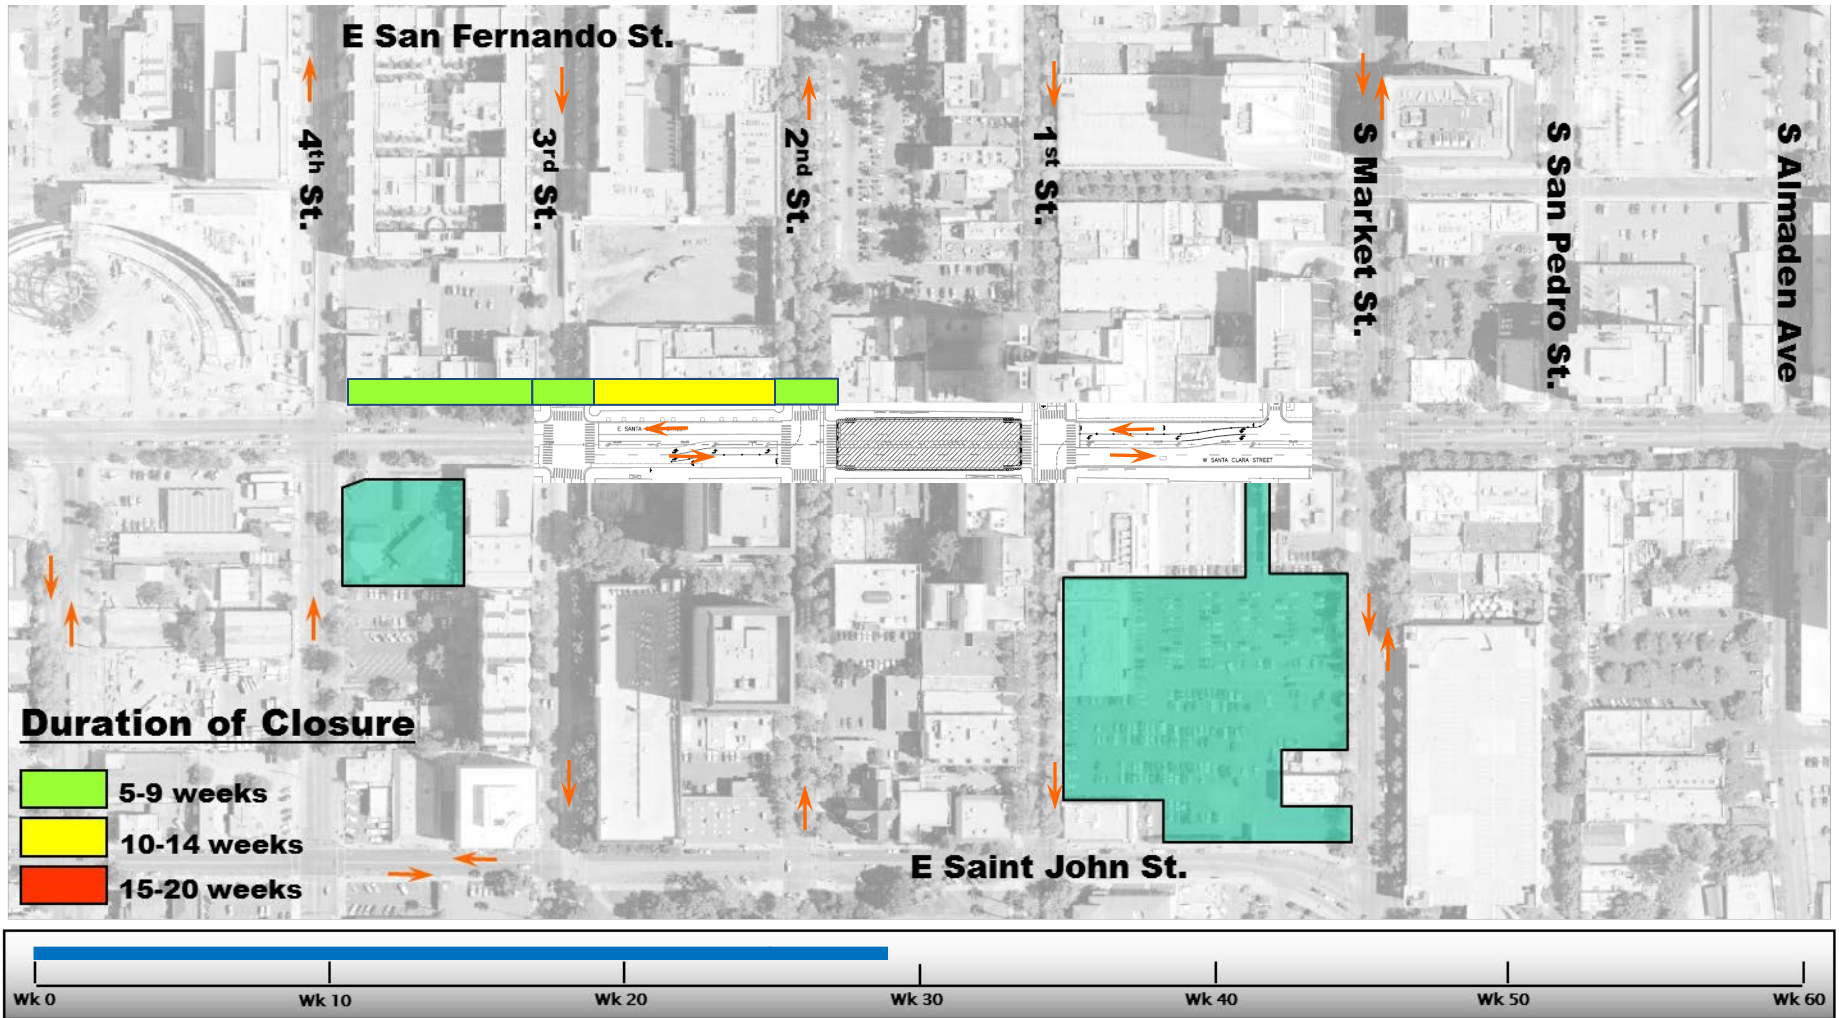 E San Fernando St.
4th St.
3rd St.
2nd St.
1st St.
S Market St.
S San Pedro St.
S Almaden Ave
E SANTA
W SANTA CLARA STREET
Duration of Closure
5-9 weeks
10-14 weeks
15-20 weeks
E Saint John St.
Wk 0
Wk 10
Wk 20
Wk 30
Wk 40
Wk 50
Wk 60